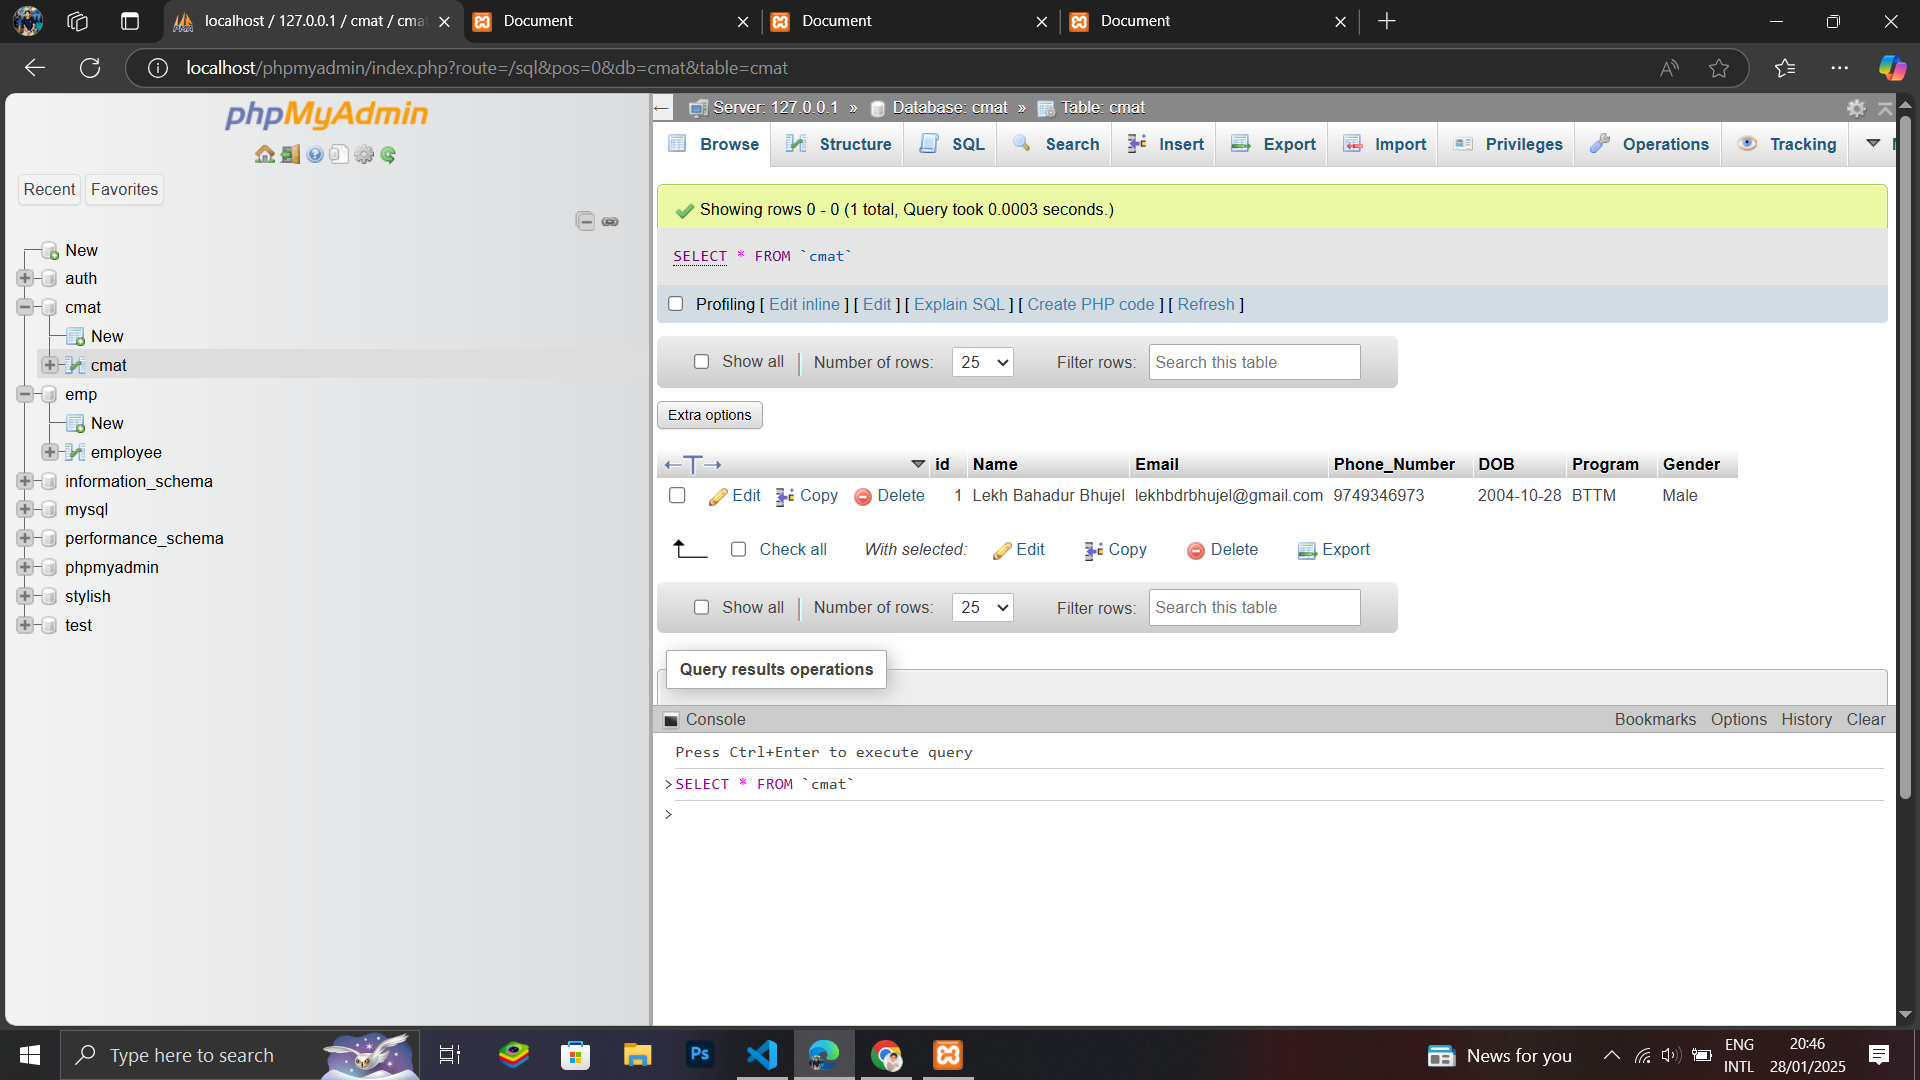 localhost / 127.0.0.1 / cmat / cma
Document
Document
Document
localhost/phpmyadmin/index.php?route=/sql&pos=0&db=cmat&table=cmat
phpMyAdmin
Recent
Favorites
New
auth
cmat
New
cmat
emp
New
employee
information_schema
mysql
performance_schema
phpmyadmin
stylish
test
Server: 127.0.0.1 » Database: cmat » Table: cmat
Browse Structure SQL Search Insert Export Import Privileges Operations Tracking
Showing rows 0 - 0 (1 total, Query took 0.0003 seconds.)
SELECT * FROM `cmat`
Profiling [ Edit inline ] [ Edit ] [ Explain SQL ] [ Create PHP code ] [ Refresh ]
Show all Number of rows: 25 Filter rows: Search this table
Extra options
id Name Email Phone_Number DOB Program Gender
Edit Copy Delete 1 Lekh Bahadur Bhujel lekhbdrbhujel@gmail.com 9749346973 2004-10-28 BTTM Male
Check all With selected: Edit Copy Delete Export
Show all Number of rows: 25 Filter rows: Search this table
Query results operations
Console Bookmarks Options History Clear
Press Ctrl+Enter to execute query
>SELECT * FROM `cmat`
>
Type here to search
Ps
News for you
ENG
INTL
20:46
28/01/2025